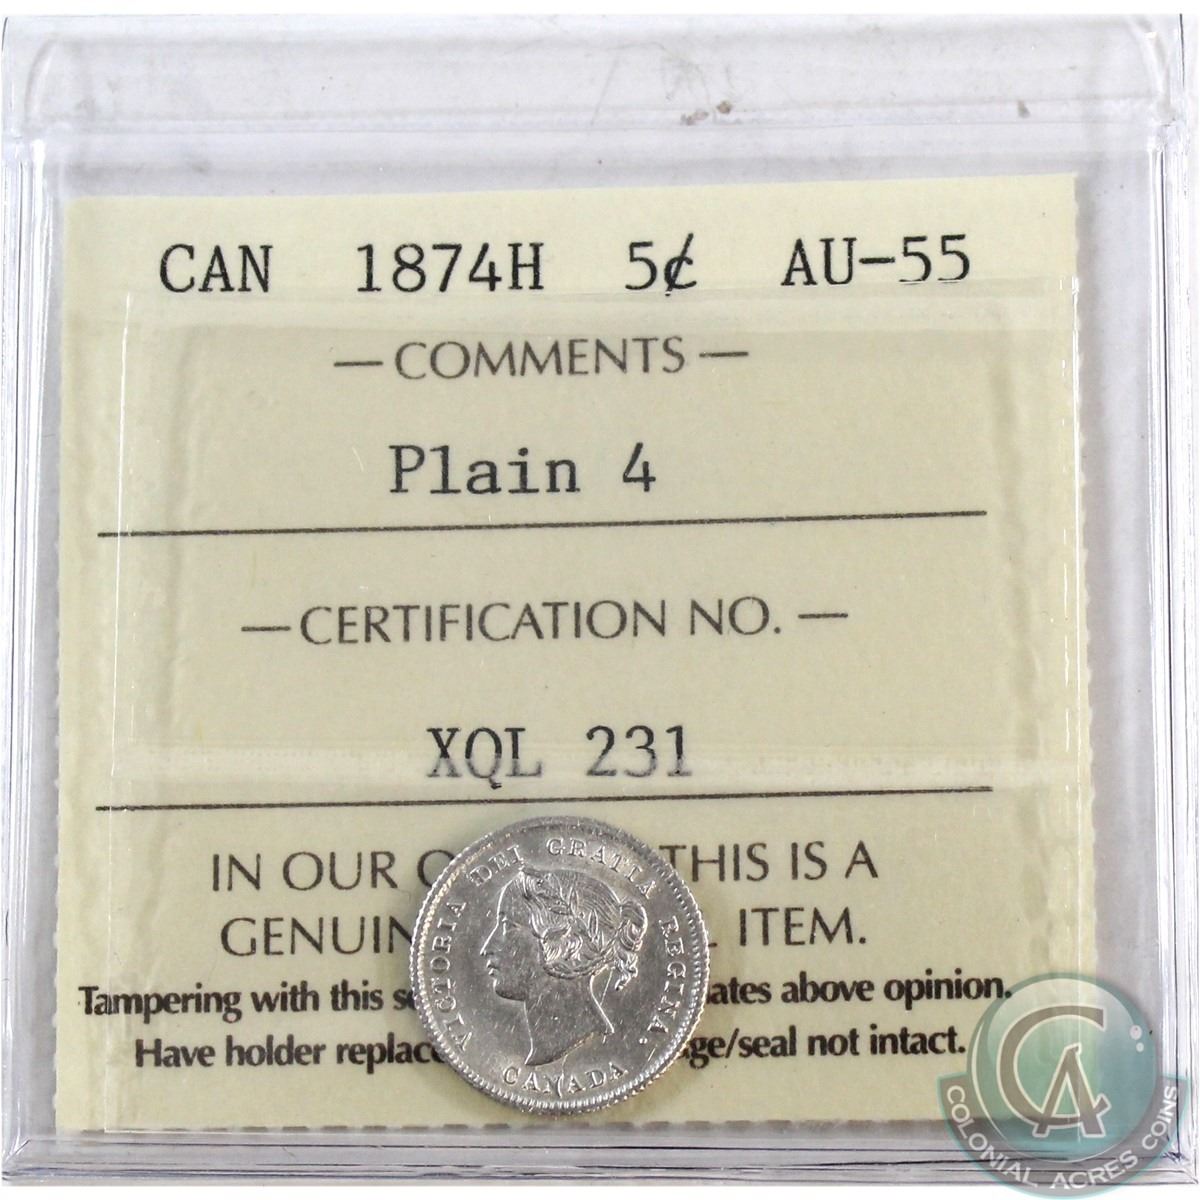 CAN 1874H 5¢ AU-55
— COMMENTS —
Plain 4
— CERTIFICATION NO. —
XQL 231
IN OUR O THIS IS A
GENUIN L ITEM.
Tampering with this se ates above opinion.
Have holder replace ge/seal not intact.
VICTORIA DEI GRATIA REGINA.
CANADA
CA
COLONIAL ACRES COINS